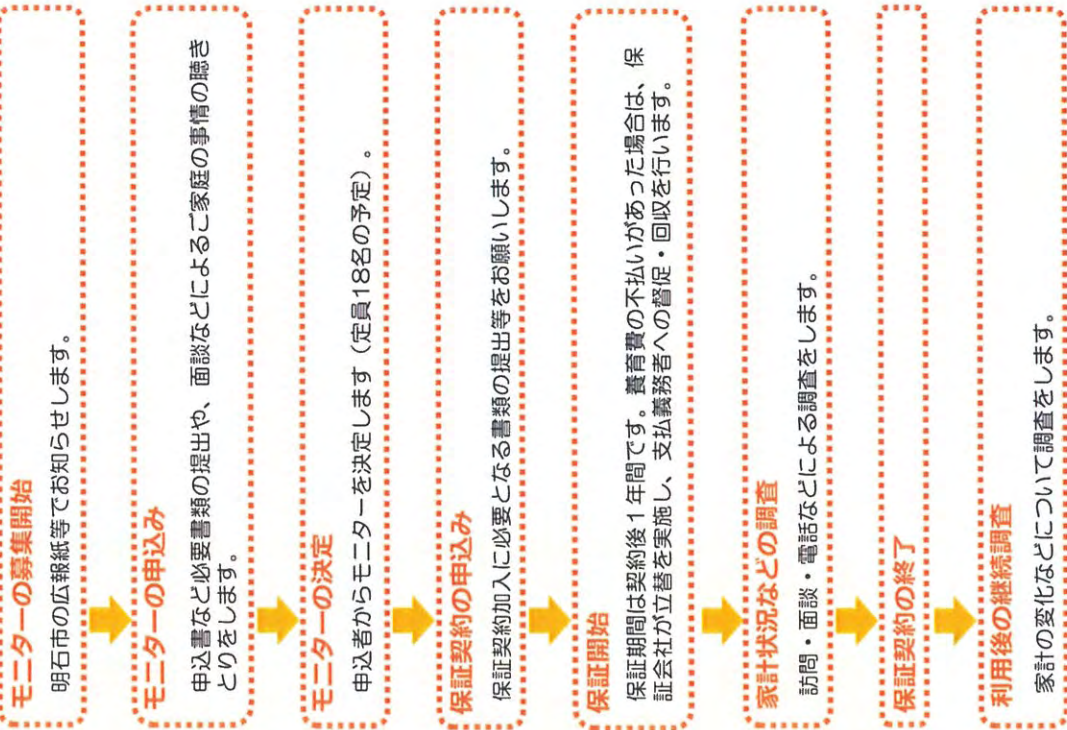 モニターの募集開始
明石市の広報紙等でお知らせします。
モニターの申込み
申込書など必要書類の提出や、面談などによるご家庭の事情の聴き
とりをします。
モニターの決定
申込者からモニターを決定します（定員18名の予定）。
保証契約の申込み
保証契約加入に必要となる書類の提出等をお願いします。
保証開始
保証期間は契約後１年間です。養育費の不払いがあった場合は、保
証会社が立替を実施し、支払義務者への督促・回収を行います。
家計状況などの調査
訪問・面談・電話などによる調査をします。
保証契約の終了
利用後の継続調査
家計の変化などについて調査をします。